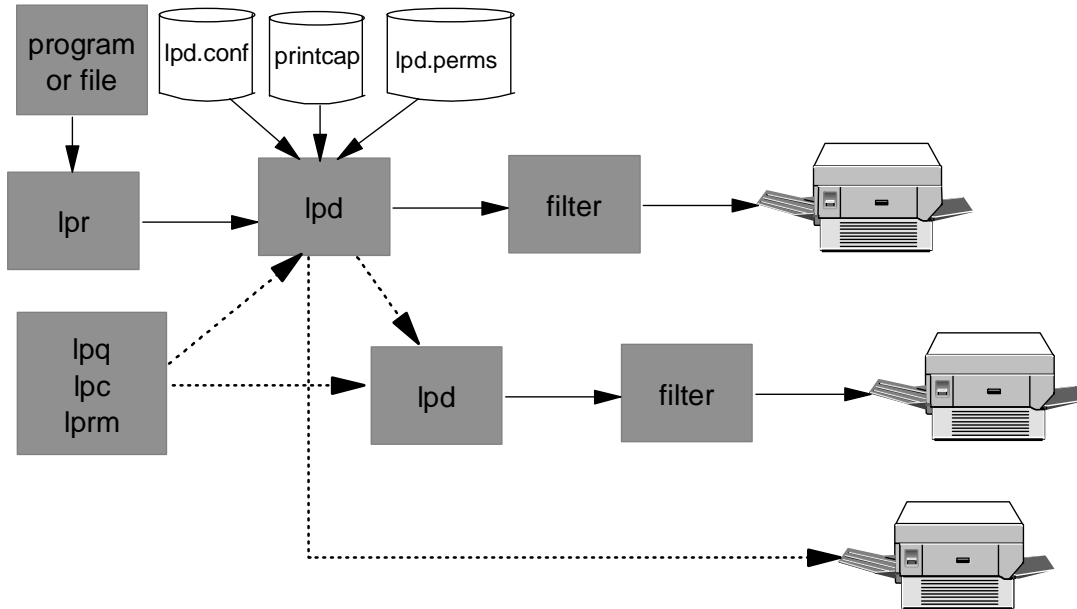 program
or file
lpd.conf
printcap
lpd.perms
lpr
lpd
filter
lpq
lpc
lprm
lpd
filter